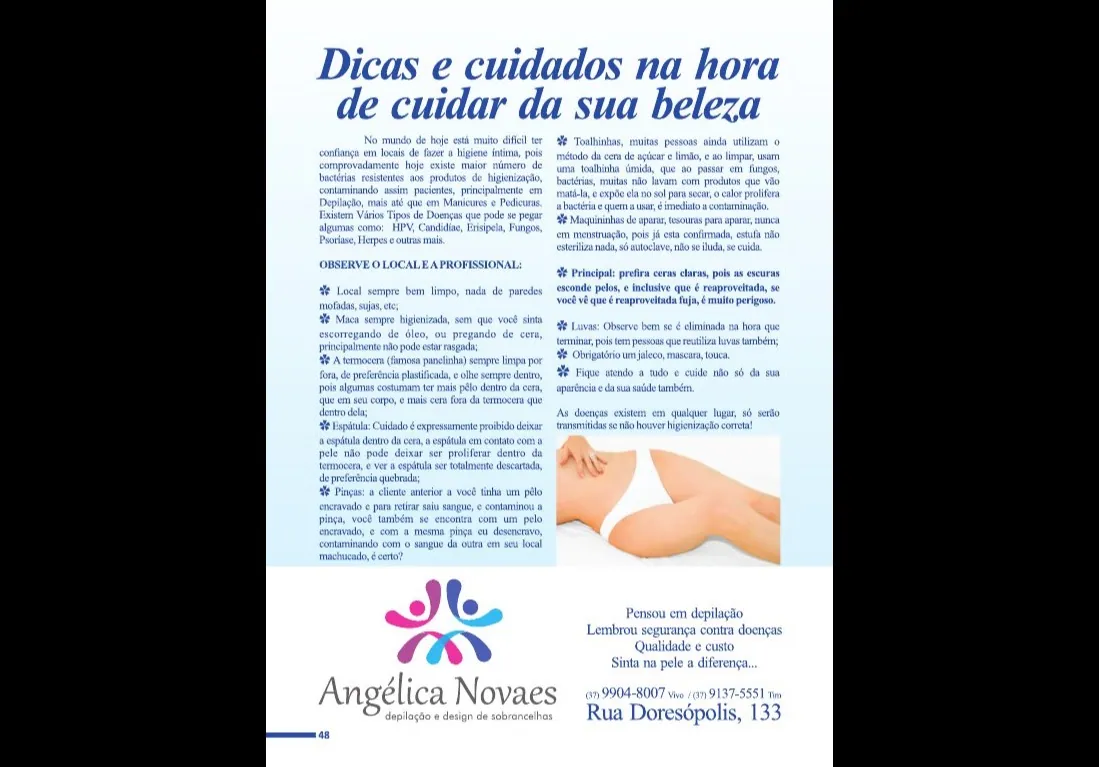 Dicas e cuidados na hora
de cuidar da sua beleza
No mundo de hoje está muito difícil ter
confiança em locais de fazer a higiene íntima, pois
comprovadamente hoje existe maior número de
bactérias resistentes aos produtos de higienização,
contaminando assim pacientes, principalmente em
Depilação, mais até que em Manicures e Pedicuras.
Existem Vários Tipos de Doenças que pode se pegar
algumas como: HPV, Candidíae, Erisipela, Fungos,
Psoríase, Herpes e outras mais.
OBSERVE O LOCAL E A PROFISSIONAL:
✽ Local sempre bem limpo, nada de paredes
mofadas, sujas, etc;
✽ Maca sempre higienizada, sem que você sinta
escorregando de óleo, ou pregando de cera,
principalmente não pode estar rasgada;
✽ A termocera (famosa panelinha) sempre limpa por
fora, de preferência plastificada, e olhe sempre dentro,
pois algumas costumam ter mais pêlo dentro da cera,
que em seu corpo, e mais cera fora da termocera que
dentro dela;
✽ Espátula: Cuidado é expressamente proibido deixar
a espátula dentro da cera, a espátula em contato com a
pele não pode deixar ser proliferar dentro da
termocera, e ver a espátula ser totalmente descartada,
de preferência quebrada;
✽ Pinças: a cliente anterior a você tinha um pêlo
encravado e para retirar saiu sangue, e contaminou a
pinça, você também se encontra com um pelo
encravado, e com a mesma pinça eu desencravo,
contaminando com o sangue da outra em seu local
machucado, é certo?
✽ Toalhinhas, muitas pessoas ainda utilizam o
método da cera de açúcar e limão, e ao limpar, usam
uma toalhinha úmida, que ao passar em fungos,
bactérias, muitas não lavam com produtos que vão
matá-la, e expõe ela no sol para secar, o calor prolifera
a bactéria e quem a usar, é imediato a contaminação.
✽ Maquininhas de aparar, tesouras para aparar, nunca
em menstruação, pois já esta confirmada, estufa não
esteriliza nada, só autoclave, não se iluda, se cuida.
✽ Principal: prefira ceras claras, pois as escuras
esconde pelos, e inclusive que é reaproveitada, se
você vê que é reaproveitada fuja, é muito perigoso.
✽ Luvas: Observe bem se é eliminada na hora que
terminar, pois tem pessoas que reutiliza luvas também;
✽ Obrigatório um jaleco, mascara, touca.
✽ Fique atendo a tudo e cuide não só da sua
aparência e da sua saúde também.
As doenças existem em qualquer lugar, só serão
transmitidas se não houver higienização correta!
Angélica Novaes
depilação e design de sobrancelhas
Pensou em depilação
Lembrou segurança contra doenças
Qualidade e custo
Sinta na pele a diferença...
(37) 9904-8007 Vivo / (37) 9137-5551 Tim
Rua Doresópolis, 133
48